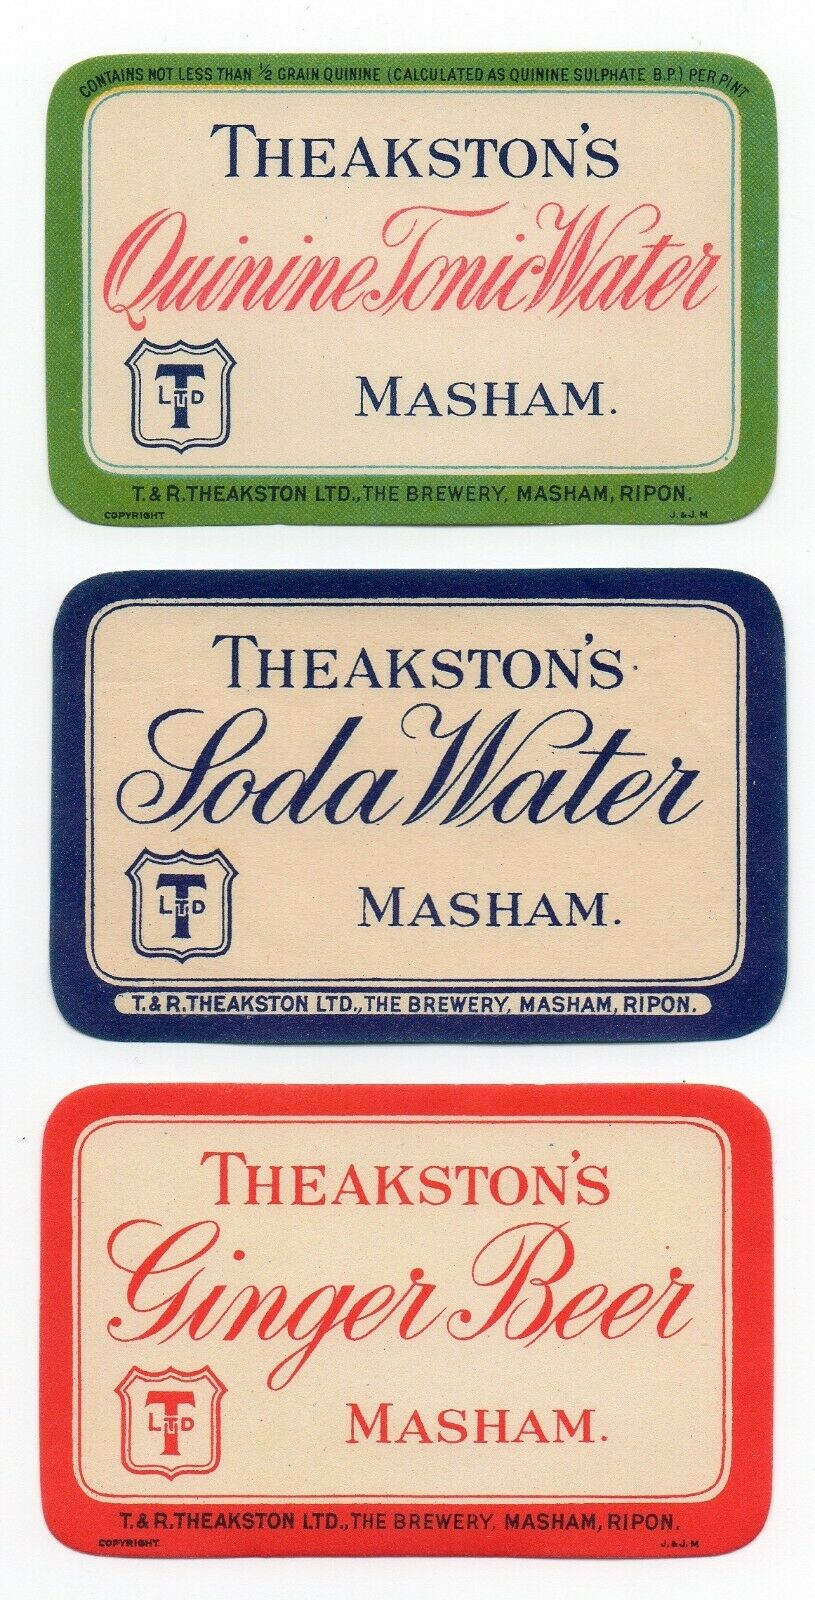 CONTAINS NOT LESS THAN ½ GRAIN QUININE (CALCULATED AS QUININE SULPHATE B.P.) PER PINT
THEAKSTON'S
Quinine Tonic Water
T LTD
MASHAM.
T. & R. THEAKSTON LTD., THE BREWERY, MASHAM, RIPON.
COPYRIGHT
J. & J. M
THEAKSTON'S
Soda Water
T LTD
MASHAM.
T. & R. THEAKSTON LTD., THE BREWERY, MASHAM, RIPON.
THEAKSTON'S
Ginger Beer
T LTD
MASHAM.
T. & R. THEAKSTON LTD., THE BREWERY, MASHAM, RIPON.
COPYRIGHT
J. & J. M